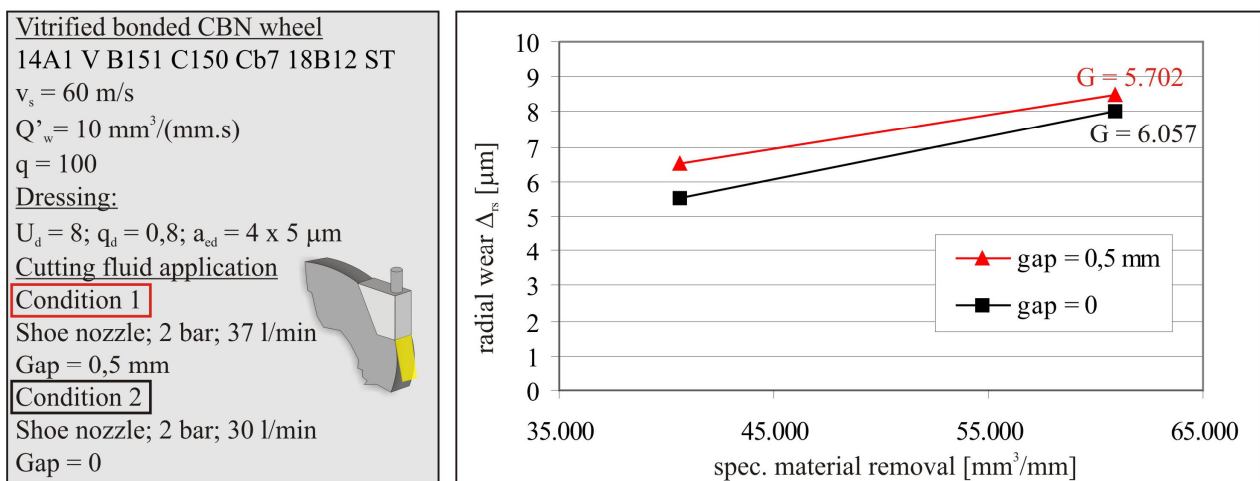 Vitrified bonded CBN wheel
14A1 V B151 C150 Cb7 18B12 ST
vₛ = 60 m/s
Q'w= 10 mm³/(mm.s)
q = 100
Dressing:
U_d = 8; q_d = 0,8; a_ed = 4 x 5 μm
Cutting fluid application
Condition 1
Shoe nozzle; 2 bar; 37 l/min
Gap = 0,5 mm
Condition 2
Shoe nozzle; 2 bar; 30 l/min
Gap = 0
radial wear Δrs [μm]
10
9
8
7
6
5
4
3
2
1
0
G = 5.702
G = 6.057
gap = 0,5 mm
gap = 0
35.000 45.000 55.000 65.000
spec. material removal [mm³/mm]